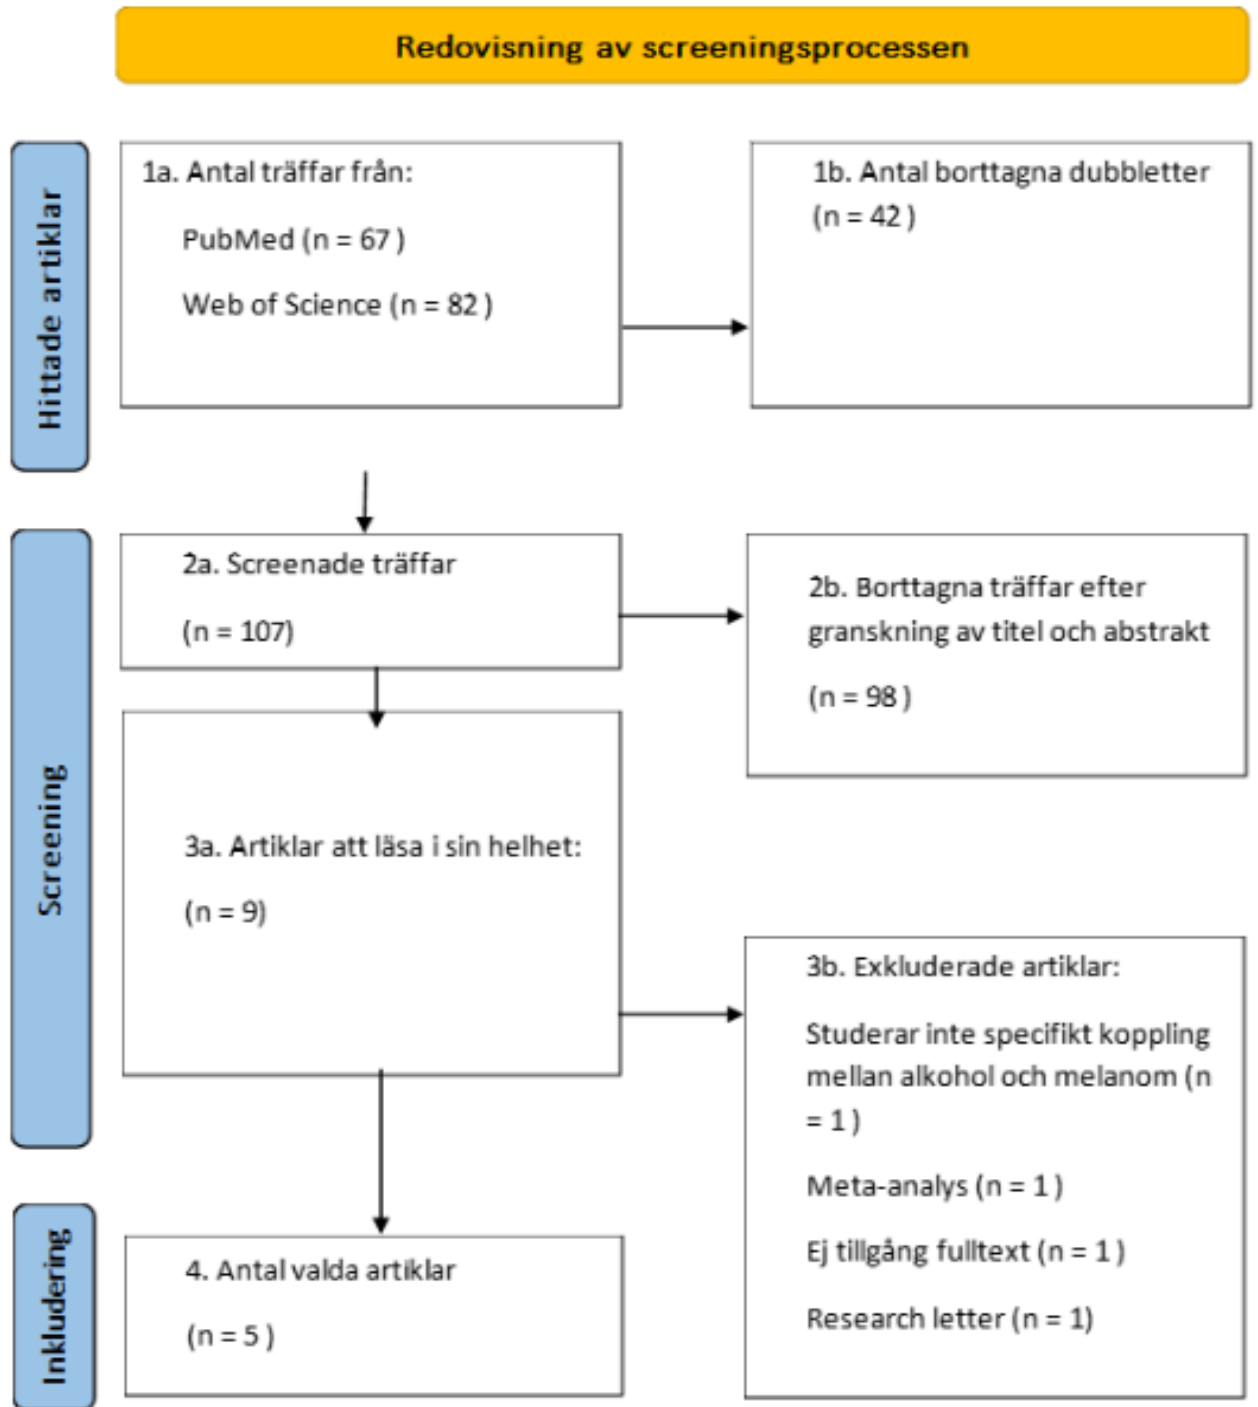 Redovisning av screeningsprocessen
Hittade artiklar
1a. Antal träffar från:
PubMed (n = 67 )
Web of Science (n = 82 )
1b. Antal borttagna dubbletter
(n = 42 )
Screening
2a. Screenade träffar
(n = 107)
2b. Borttagna träffar efter
granskning av titel och abstrakt
(n = 98 )
3a. Artiklar att läsa i sin helhet:
(n = 9)
3b. Exkluderade artiklar:
Studerar inte specifikt koppling
mellan alkohol och melanom (n
= 1 )
Meta-analys (n = 1 )
Ej tillgång fulltext (n = 1 )
Research letter (n = 1)
Inkludering
4. Antal valda artiklar
(n = 5 )